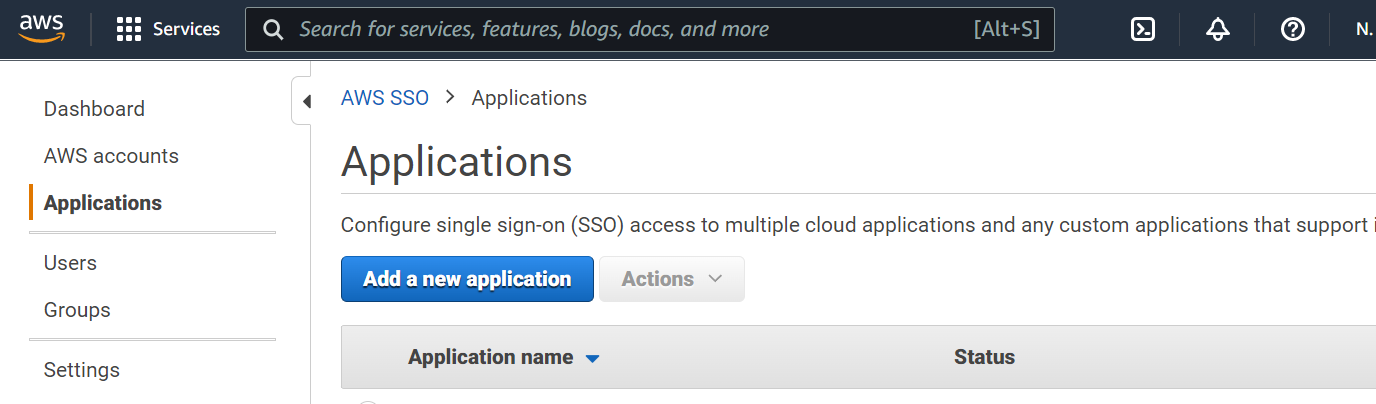 aws Services Search for services, features, blogs, docs, and more [Alt+S] N.
Dashboard
AWS accounts
Applications
Users
Groups
Settings
AWS SSO > Applications
Applications
Configure single sign-on (SSO) access to multiple cloud applications and any custom applications that support
Add a new application Actions
Application name Status